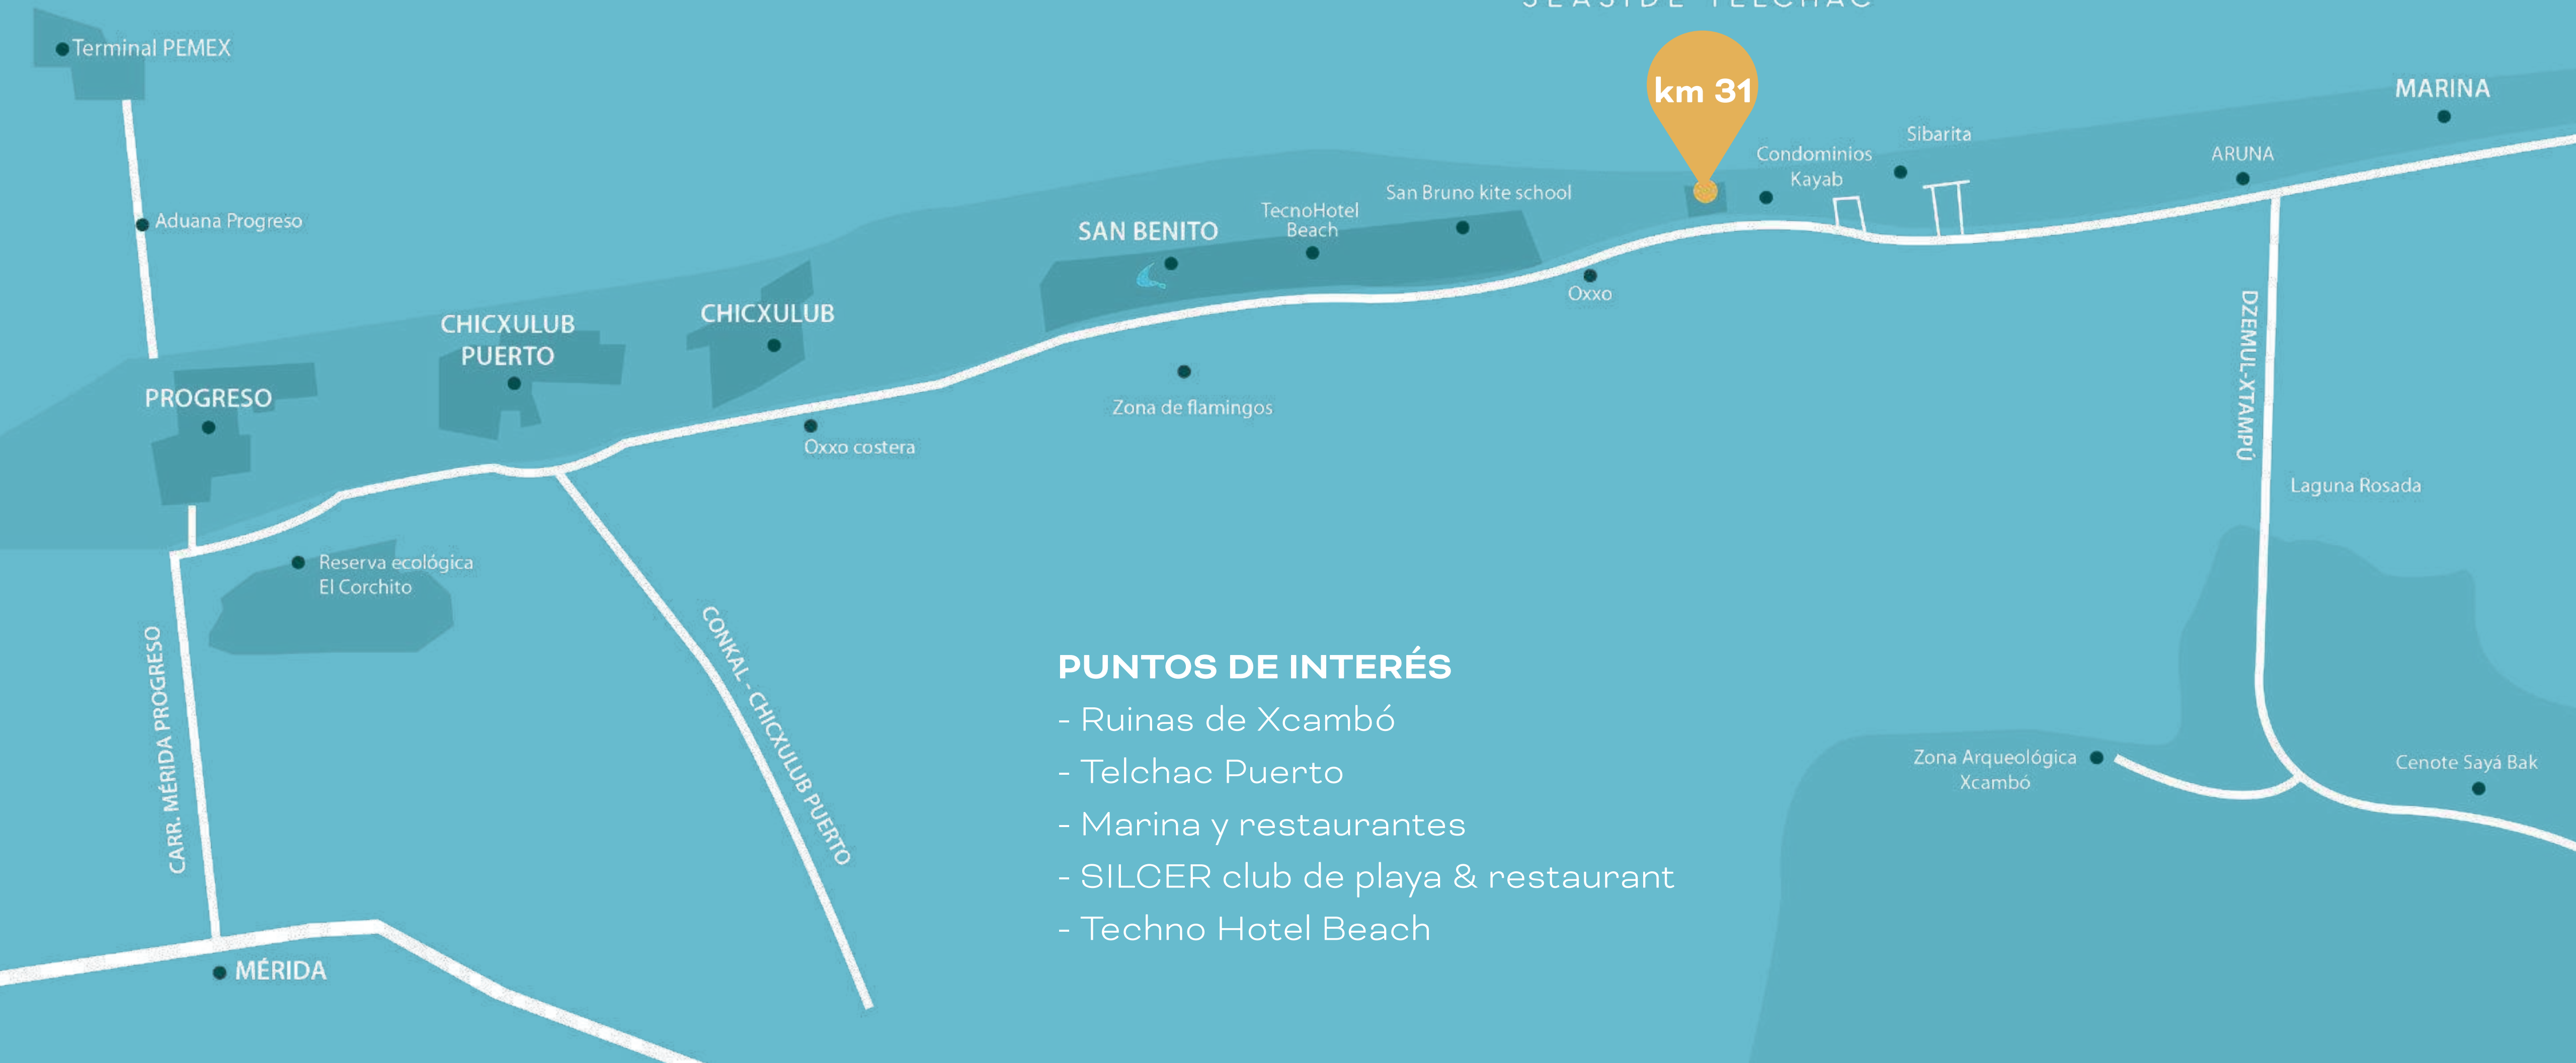 SEASIDE TELCHAC
Terminal PEMEX
km 31
MARINA
Sibarita
Condominios
Kayab
ARUNA
San Bruno kite school
TecnoHotel
Beach
SAN BENITO
Aduana Progreso
Oxxo
CHICXULUB
CHICXULUB
PUERTO
PROGRESO
Zona de flamingos
Oxxo costera
DZEMUL-XTAMPÚ
Laguna Rosada
Reserva ecológica
El Corchito
CARR. MÉRIDA PROGRESO
CONKAL - CHICXULUB PUERTO
PUNTOS DE INTERÉS
- Ruinas de Xcambó
- Telchac Puerto
- Marina y restaurantes
- SILCER club de playa & restaurant
- Techno Hotel Beach
Zona Arqueológica
Xcambó
Cenote Sayá Bak
MÉRIDA